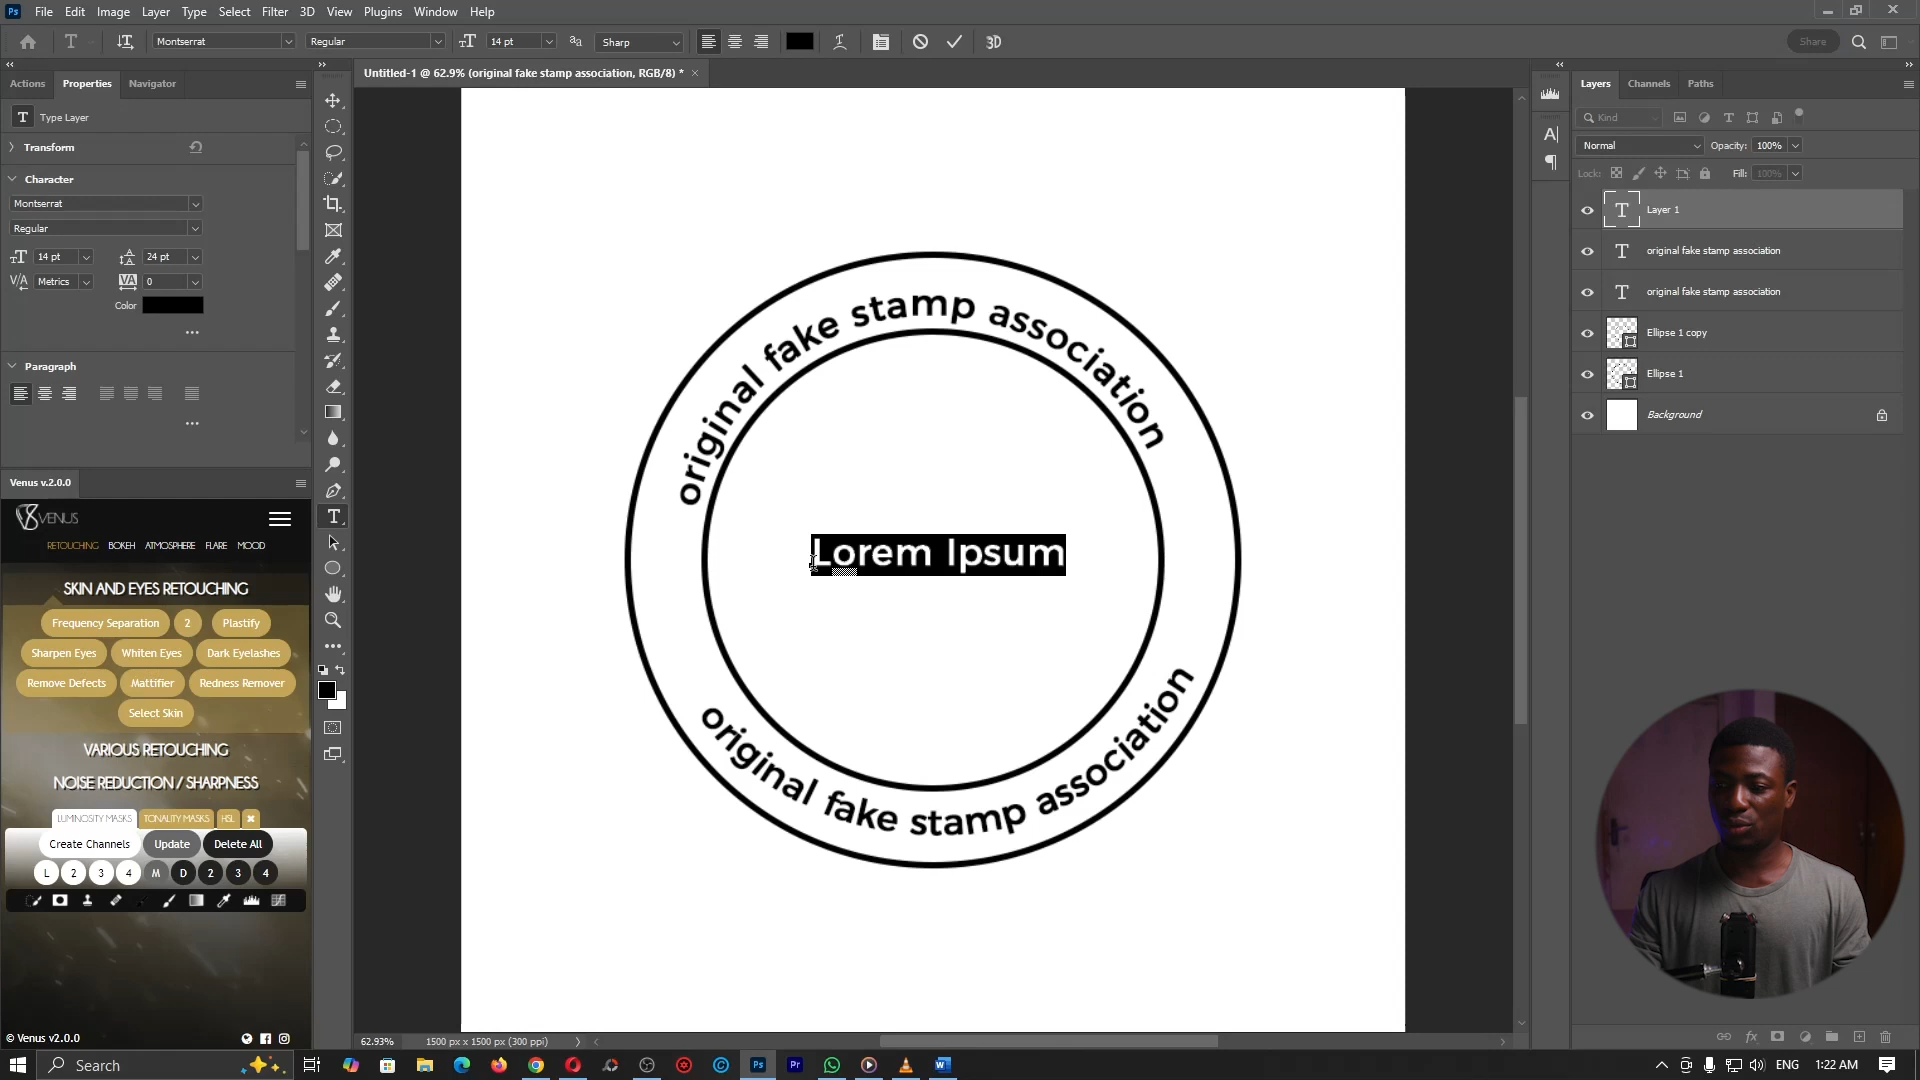 Ps File Edit Image Layer Type Select Filter 3D View Plugins Window Help
T Montserrat Regular 14 pt Sharp 3D Share
Actions Properties Navigator
Untitled-1 @ 62.9% (original fake stamp association, RGB/8) *
Layers Channels Paths
T Type Layer
Kind
Normal Opacity: 100%
Lock: Fill: 100%
Transform
Character
Montserrat
Regular
14 pt 24 pt
Metrics 0
Color
Paragraph
T Layer 1
T original fake stamp association
T original fake stamp association
Ellipse 1 copy
Ellipse 1
Background
original fake stamp association
Lorem Ipsum
original fake stamp association
Venus v.2.0.0
VENUS
RETOUCHING BOKEH ATMOSPHERE FLARE MOOD
SKIN AND EYES RETOUCHING
Frequency Separation 2 Plastify
Sharpen Eyes Whiten Eyes Dark Eyelashes
Remove Defects Mattifier Redness Remover
Select Skin
VARIOUS RETOUCHING
NOISE REDUCTION / SHARPNESS
LUMINOSITY MASKS TONALITY MASKS HSL
Create Channels Update Delete All
L 2 3 4 M D 2 3 4
© Venus v2.0.0
62.93% 1500 px x 1500 px (300 ppi)
Search
Ps Pr
ENG 1:22 AM